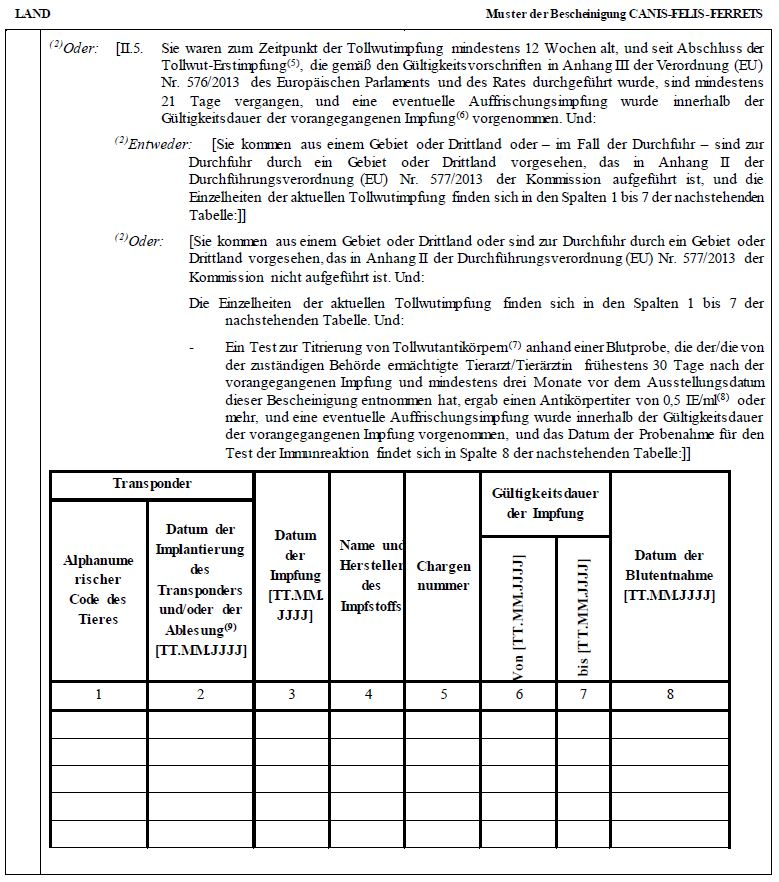 LAND Muster der Bescheinigung CANIS-FELIS-FERRETS
(2)Oder: [II.5. Sie waren zum Zeitpunkt der Tollwutimpfung mindestens 12 Wochen alt, und seit Abschluss der
Tollwut-Erstimpfung(5), die gemäß den Gültigkeitsvorschriften in Anhang III der Verordnung (EU)
Nr. 576/2013 des Europäischen Parlaments und des Rates durchgeführt wurde, sind mindestens
21 Tage vergangen, und eine eventuelle Auffrischungsimpfung wurde innerhalb der
Gültigkeitsdauer der vorangegangenen Impfung(6) vorgenommen. Und:
(2)Entweder: [Sie kommen aus einem Gebiet oder Drittland oder – im Fall der Durchfuhr – sind zur
Durchfuhr durch ein Gebiet oder Drittland vorgesehen, das in Anhang II der
Durchführungsverordnung (EU) Nr. 577/2013 der Kommission aufgeführt ist, und die
Einzelheiten der aktuellen Tollwutimpfung finden sich in den Spalten 1 bis 7 der nachstehenden
Tabelle:]]
(2)Oder: [Sie kommen aus einem Gebiet oder Drittland oder sind zur Durchfuhr durch ein Gebiet oder
Drittland vorgesehen, das in Anhang II der Durchführungsverordnung (EU) Nr. 577/2013 der
Kommission nicht aufgeführt ist. Und:
Die Einzelheiten der aktuellen Tollwutimpfung finden sich in den Spalten 1 bis 7 der
nachstehenden Tabelle. Und:
- Ein Test zur Titrierung von Tollwutantikörpern(7) anhand einer Blutprobe, die der/die von
der zuständigen Behörde ermächtigte Tierarzt/Tierärztin frühestens 30 Tage nach der
vorangegangenen Impfung und mindestens drei Monate vor dem Ausstellungsdatum
dieser Bescheinigung entnommen hat, ergab einen Antikörpertiter von 0,5 IE/ml(8) oder
mehr, und eine eventuelle Auffrischungsimpfung wurde innerhalb der Gültigkeitsdauer
der vorangegangenen Impfung vorgenommen, und das Datum der Probenahme für den
Test der Immunreaktion findet sich in Spalte 8 der nachstehenden Tabelle:]]
Transponder
Alphanume
rischer
Code des
Tieres
Datum der
Implantierung
des
Transponders
und/oder der
Ablesung(9)
[TT.MM.JJJJ]
Datum
der
Impfung
[TT.MM.
JJJJ]
Name und
Hersteller
des
Impfstoffs
Chargen
nummer
Gültigkeitsdauer
der Impfung
Von [TT.MM.JJJJ]
bis [TT.MM.JJJJ]
Datum der
Blutentnahme
[TT.MM.JJJJ]
1 2 3 4 5 6 7 8